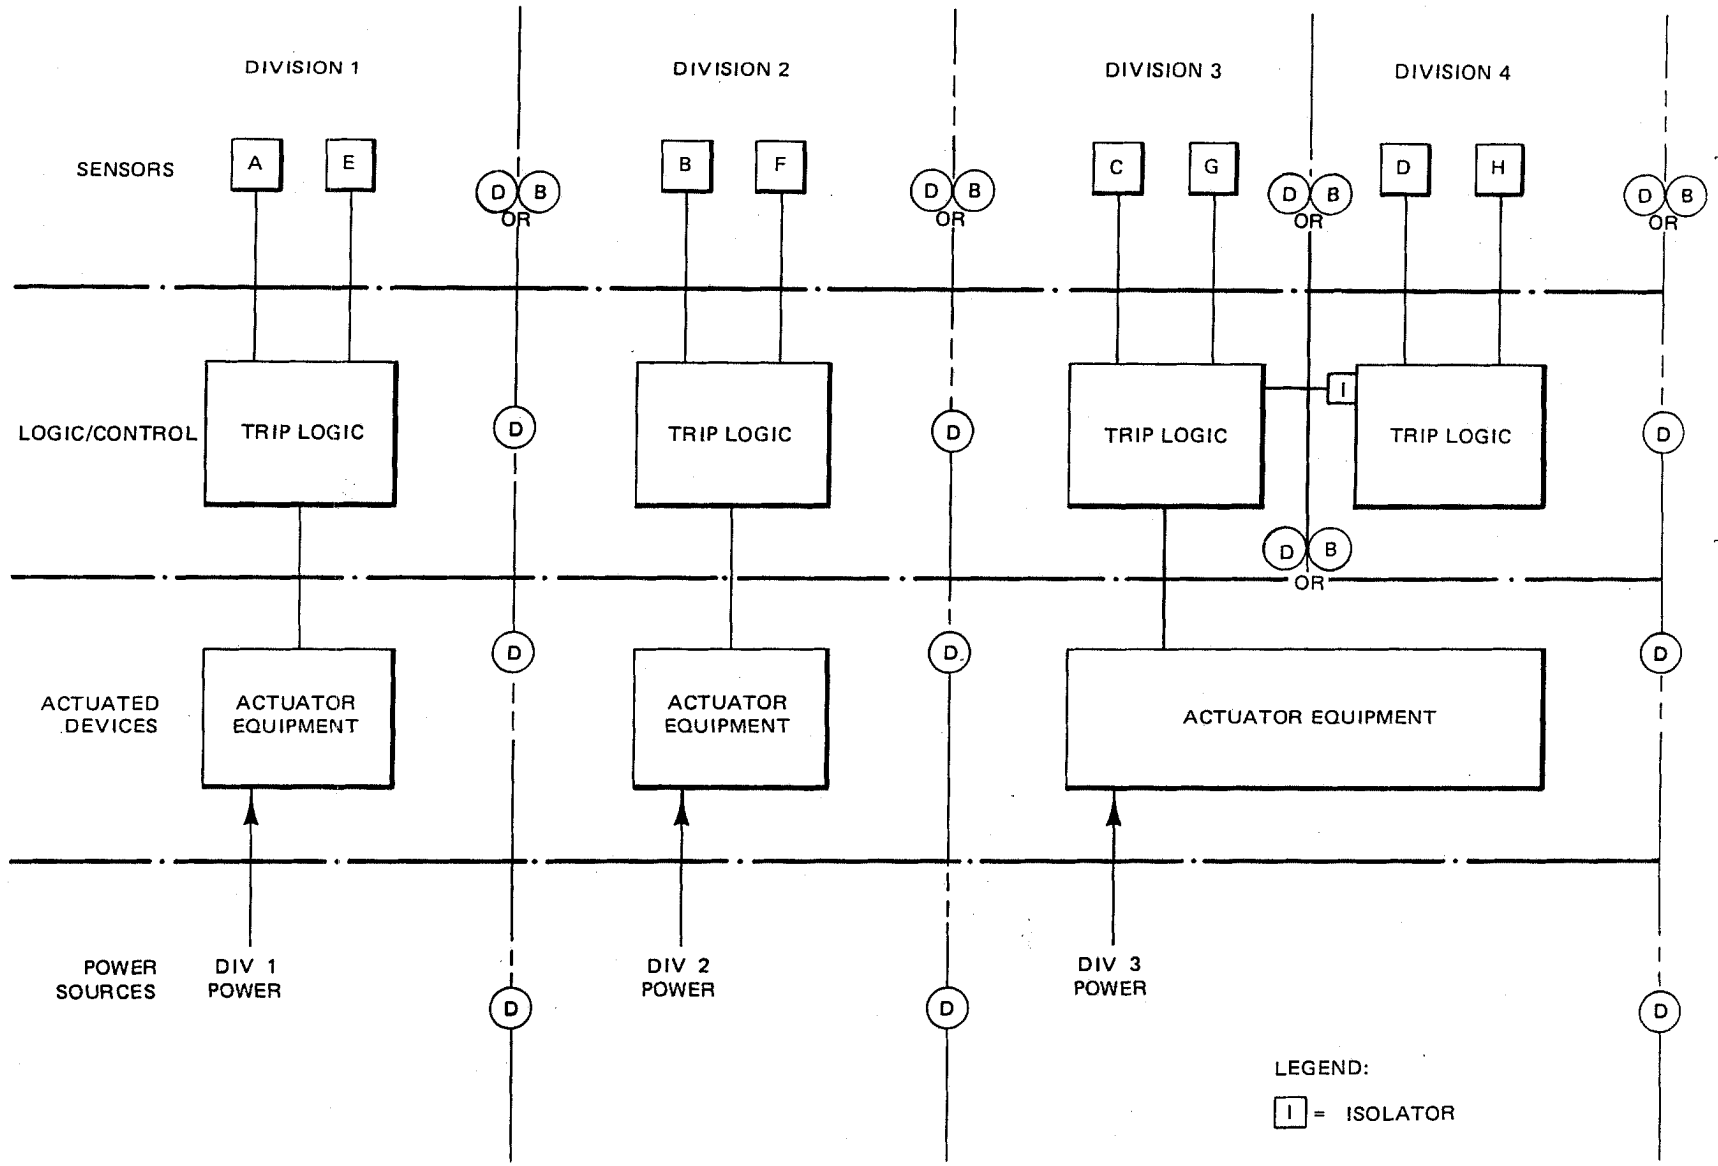 DIVISION 1
DIVISION 2
DIVISION 3
DIVISION 4
SENSORS
A
E
D B
OR
B
F
D B
OR
C
G
D B
OR
D
H
D B
OR
LOGIC/CONTROL
TRIP LOGIC
D
TRIP LOGIC
D
TRIP LOGIC
I
TRIP LOGIC
D
D B
OR
D
D
D
ACTUATED
DEVICES
ACTUATOR
EQUIPMENT
ACTUATOR
EQUIPMENT
ACTUATOR EQUIPMENT
POWER
SOURCES
DIV 1
POWER
DIV 2
POWER
DIV 3
POWER
D
D
D
LEGEND:
I = ISOLATOR